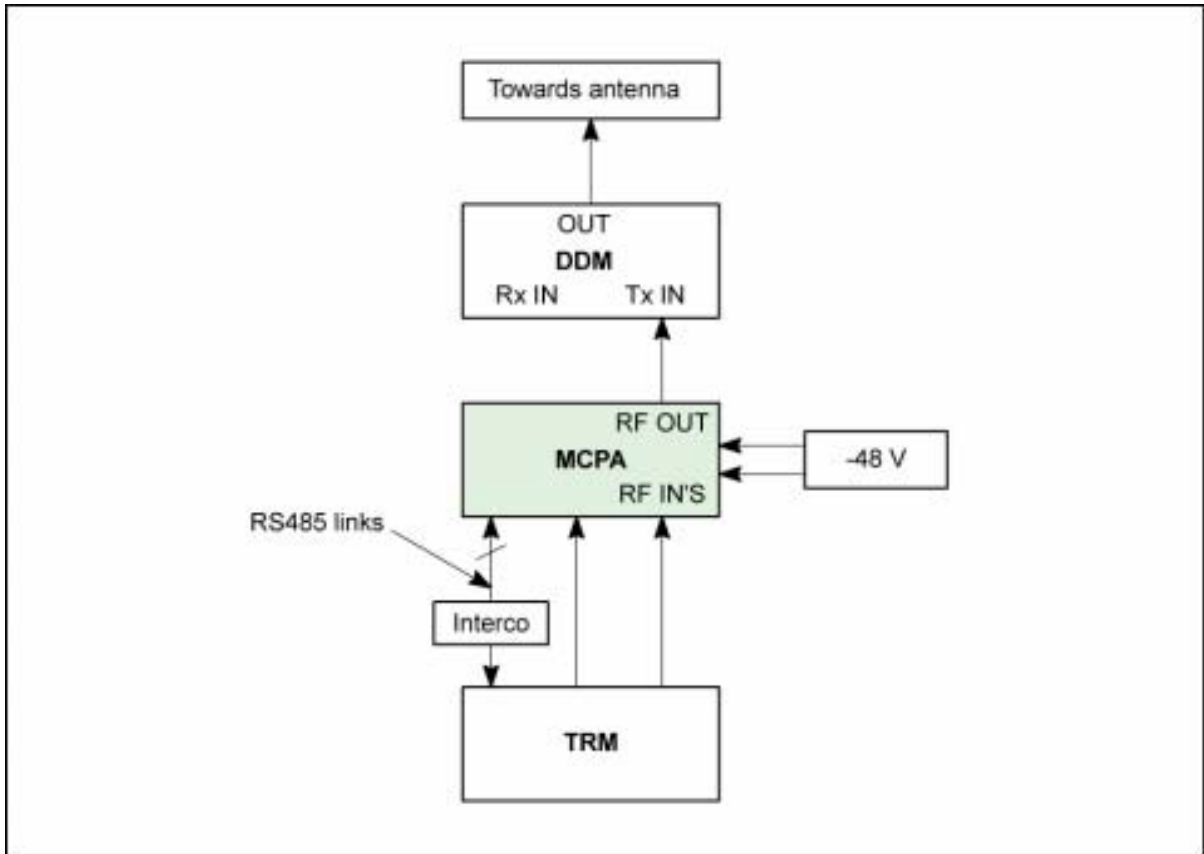 Towards antenna
OUT
DDM
Rx IN Tx IN
RF OUT
MCPA
-48 V
RF IN'S
RS485 links
Interco
TRM